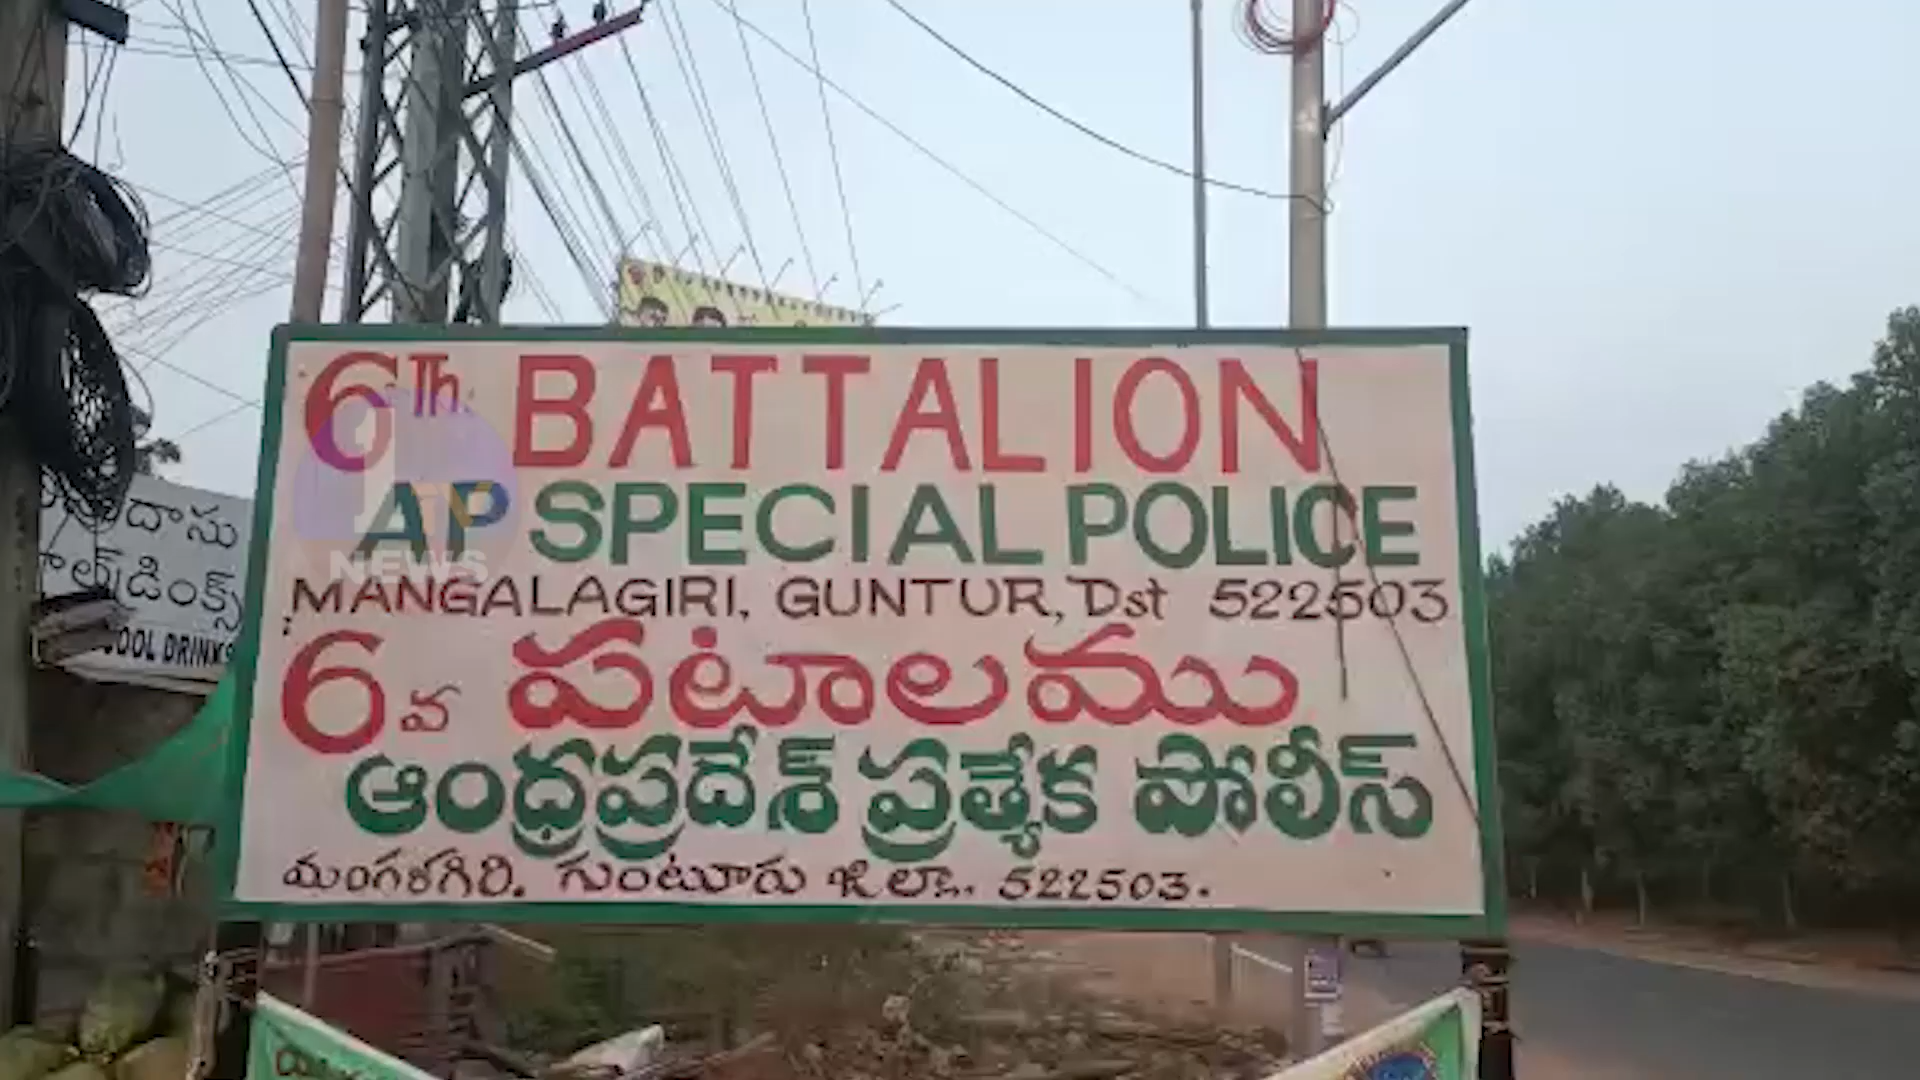 6Th BATTALION
AP SPECIAL POLICE
MANGALAGIRI, GUNTUR, Dst 522503
6వ పటాలము
ఆంధ్రప్రదేశ్ ప్రత్యేక పోలీస్
మంగళగిరి. గుంటూరు జిల్లా.. 522503.
కూల్‌డ్రింక్స్
COOL DRINKS
TV
NEWS